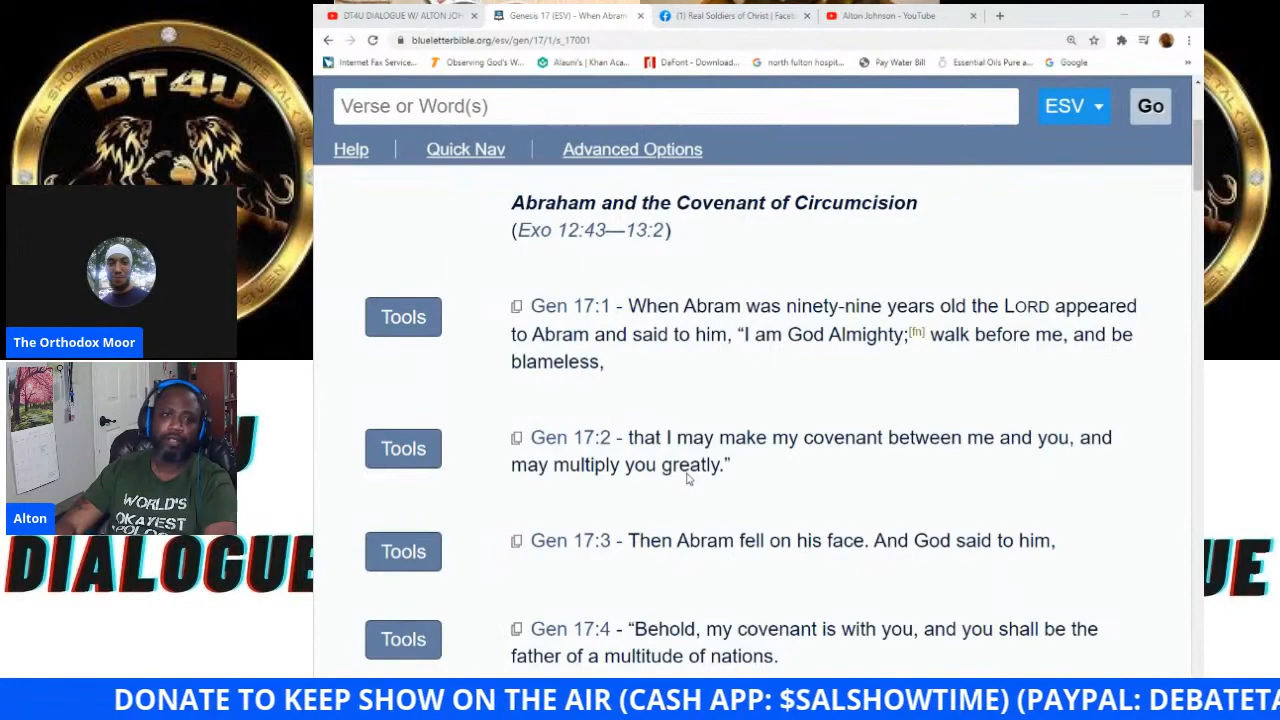 DT4U DIALOGUE W/ ALTON JOH
Genesis 17 (ESV) - When Abram
(1) Real Soldiers of Christ | Face
Alton Johnson - YouTube
blueletterbible.org/esv/gen/17/1/s_17001
Internet Fax Service...
Observing God's W...
Alauni's | Khan Aca...
DaFont - Download...
north fulton hospit...
Pay Water Bill
Essential Oils Pure a...
Google
DT4U
Verse or Word(s)
ESV
Go
Help
Quick Nav
Advanced Options
Abraham and the Covenant of Circumcision
(Exo 12:43—13:2)
Tools
Gen 17:1 - When Abram was ninety-nine years old the LORD appeared
to Abram and said to him, “I am God Almighty;[fn] walk before me, and be
blameless,
Tools
Gen 17:2 - that I may make my covenant between me and you, and
may multiply you greatly.”
Tools
Gen 17:3 - Then Abram fell on his face. And God said to him,
Tools
Gen 17:4 - “Behold, my covenant is with you, and you shall be the
father of a multitude of nations.
The Orthodox Moor
WORLD'S
OKAYEST
Alton
DIALOGUE
UE
DONATE TO KEEP SHOW ON THE AIR (CASH APP: $SALSHOWTIME) (PAYPAL: DEBATETA